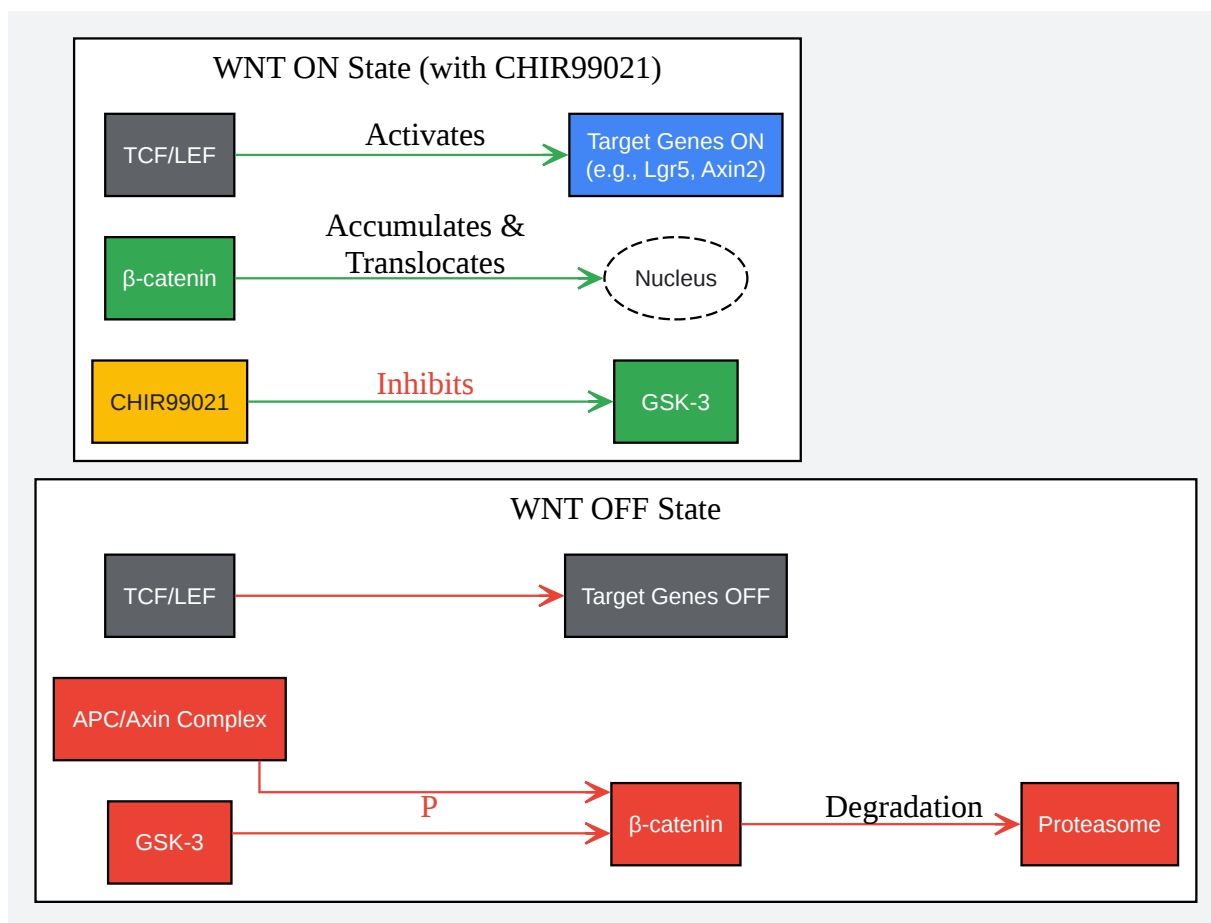 WNT ON State (with CHIR99021)
TCF/LEF
Activates
Target Genes ON
(e.g., Lgr5, Axin2)
β-catenin
Accumulates &
Translocates
Nucleus
CHIR99021
Inhibits
GSK-3
WNT OFF State
TCF/LEF
Target Genes OFF
APC/Axin Complex
P
GSK-3
β-catenin
Degradation
Proteasome